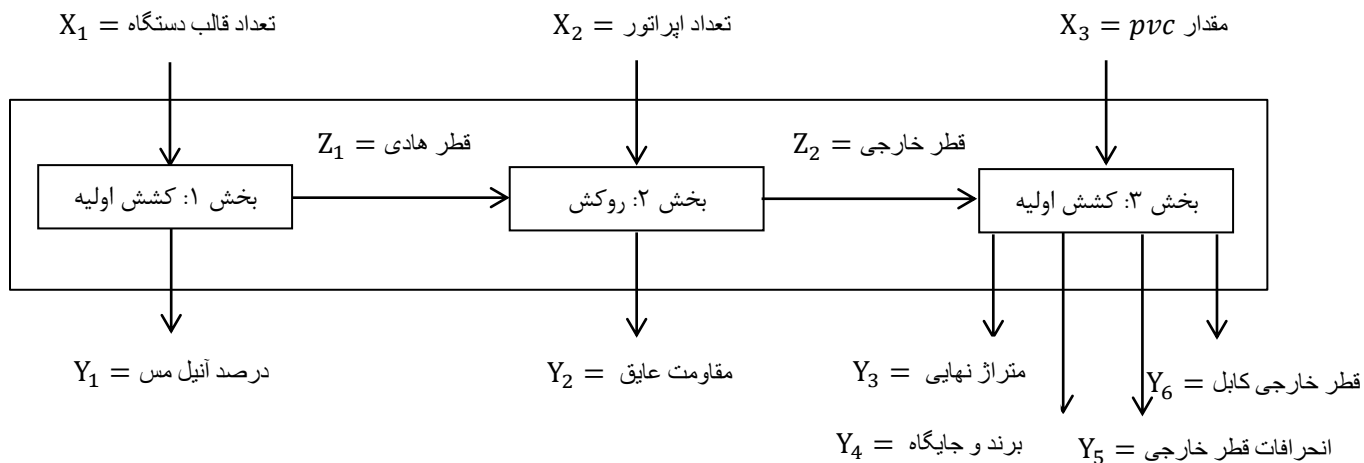 X₁ = تعداد قالب دستگاه
X₂ = تعداد اپراتور
X₃ = pvc مقدار
Z₁ = قطر هادی
Z₂ = قطر خارجی
بخش ۱: کشش اولیه
بخش ۲: روکش
بخش ۳: کشش اولیه
Y₁ = درصد آنیل مس
Y₂ = مقاومت عایق
Y₃ = متراژ نهایی
Y₆ = قطر خارجی کابل
Y₄ = برند و جایگاه
Y₅ = انحرافات قطر خارجی